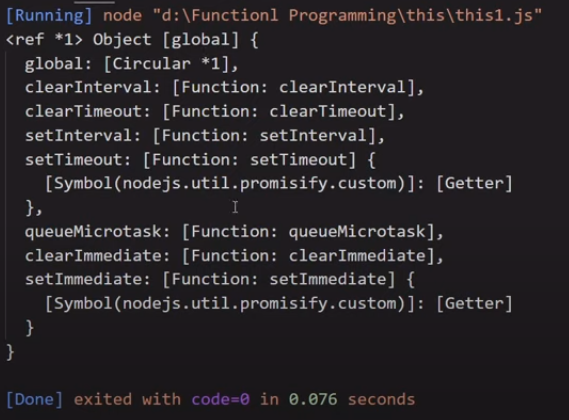 [Running] node "d:\Functionl Programming\this\this1.js"
<ref *1> Object [global] {
  global: [Circular *1],
  clearInterval: [Function: clearInterval],
  clearTimeout: [Function: clearTimeout],
  setInterval: [Function: setInterval],
  setTimeout: [Function: setTimeout] {
    [Symbol(nodejs.util.promisify.custom)]: [Getter]
  },
  queueMicrotask: [Function: queueMicrotask],
  clearImmediate: [Function: clearImmediate],
  setImmediate: [Function: setImmediate] {
    [Symbol(nodejs.util.promisify.custom)]: [Getter]
  }
}
[Done] exited with code=0 in 0.076 seconds